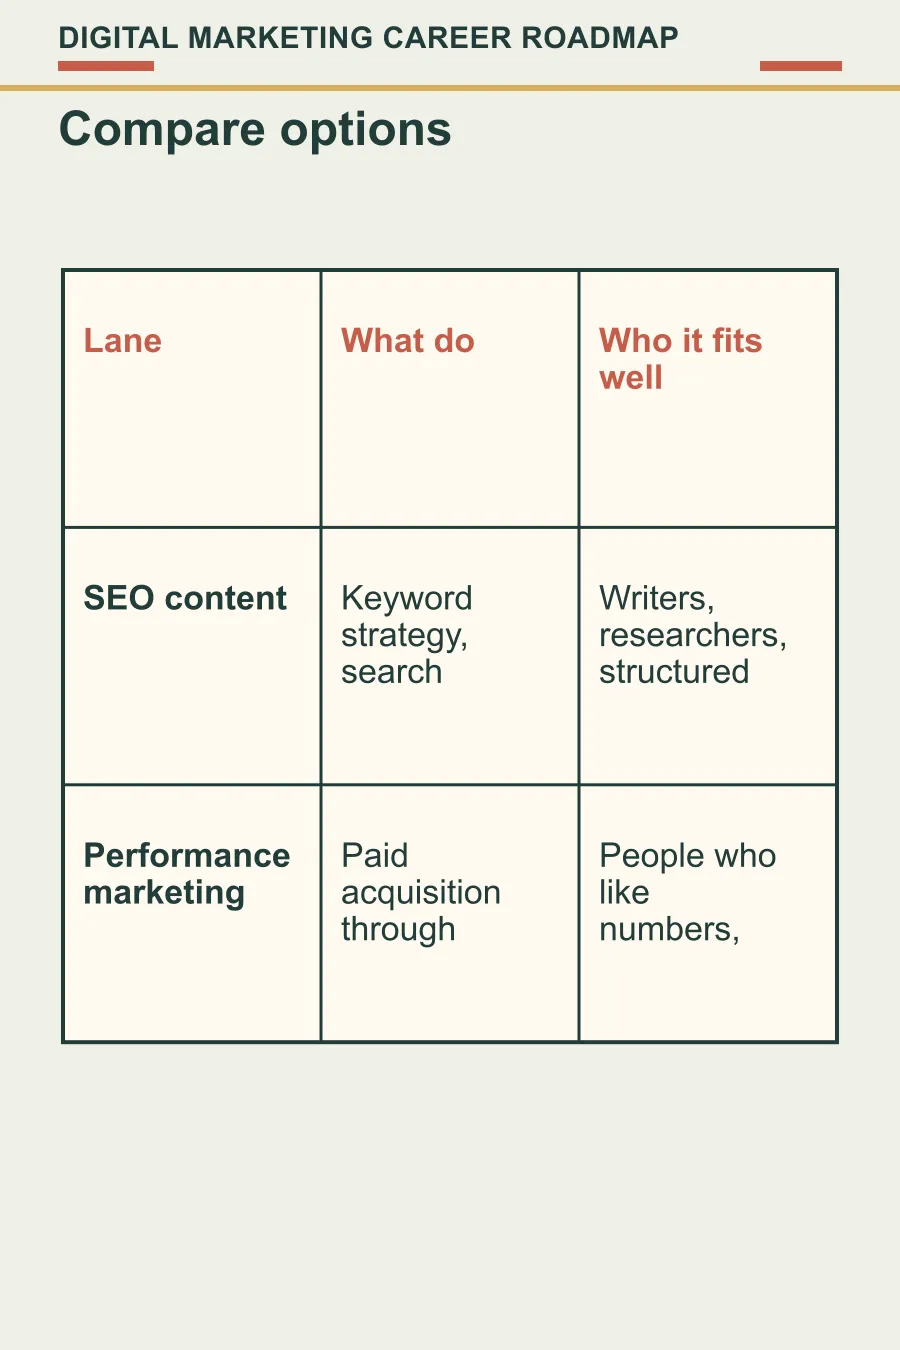 DIGITAL MARKETING CAREER ROADMAP
Compare options
Lane
What do
Who it fits
well
SEO content
Keyword
strategy,
search
Writers,
researchers,
structured
Performance
marketing
Paid
acquisition
through
People who
like
numbers,